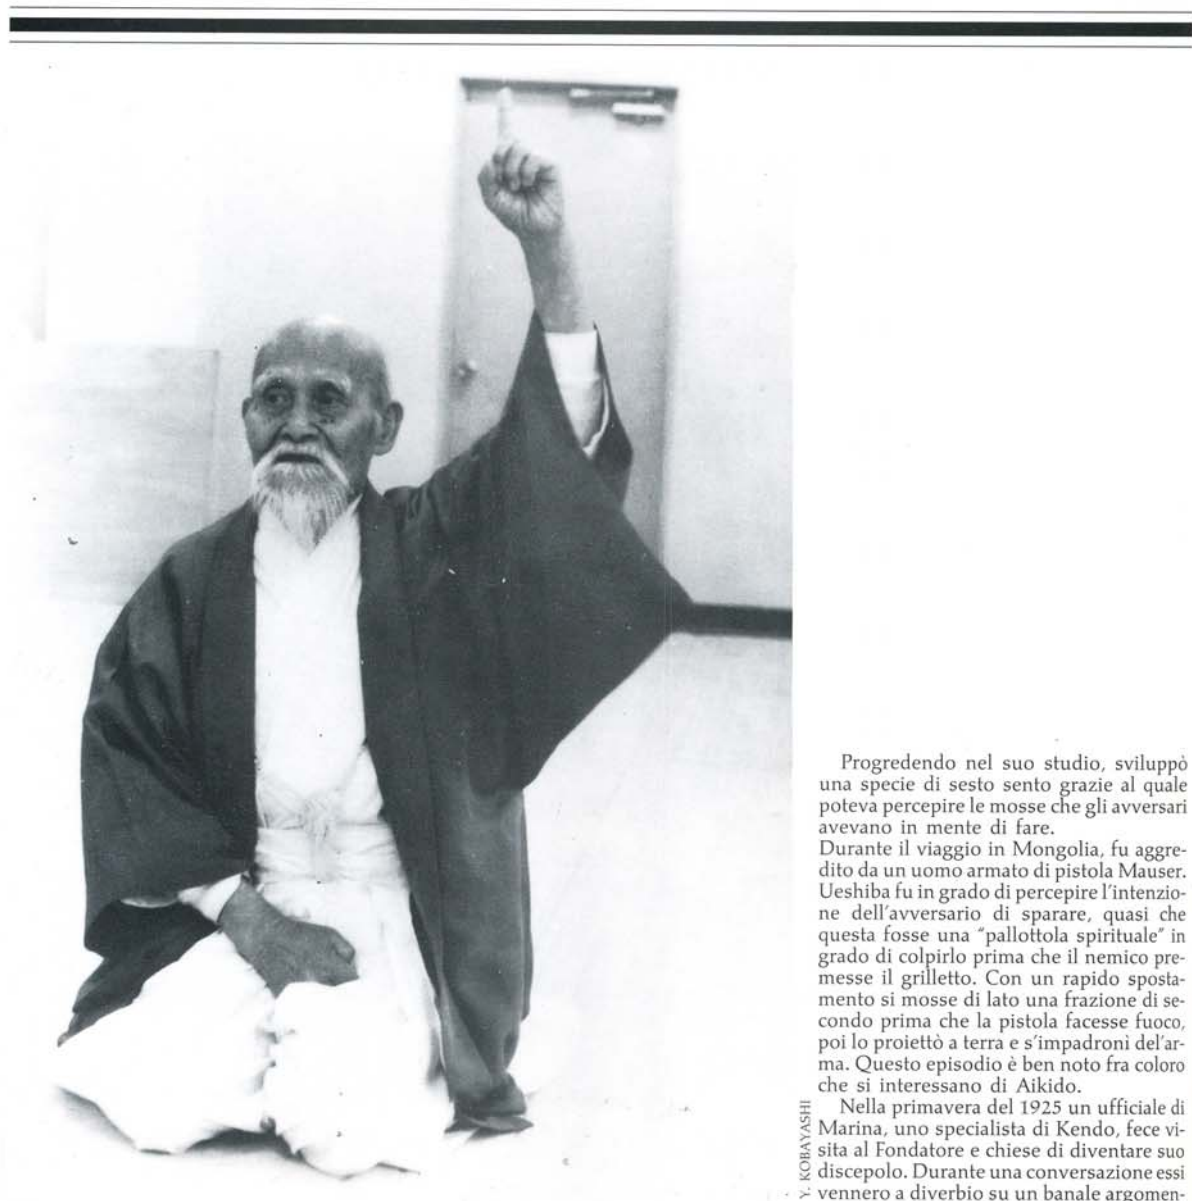 Progredendo nel suo studio, sviluppò
una specie di sesto sento grazie al quale
poteva percepire le mosse che gli avversari
avevano in mente di fare.
Durante il viaggio in Mongolia, fu aggre-
dito da un uomo armato di pistola Mauser.
Ueshiba fu in grado di percepire l'intenzio-
ne dell'avversario di sparare, quasi che
questa fosse una "pallottola spirituale" in
grado di colpirlo prima che il nemico pre-
messe il grilletto. Con un rapido sposta-
mento si mosse di lato una frazione di se-
condo prima che la pistola facesse fuoco,
poi lo proiettò a terra e s'impadronì del'ar-
ma. Questo episodio è ben noto fra coloro
che si interessano di Aikido.
Nella primavera del 1925 un ufficiale di
Marina, uno specialista di Kendo, fece vi-
sita al Fondatore e chiese di diventare suo
discepolo. Durante una conversazione essi
vennero a diverbio su un banale argomen-
Y. KOBAYASHI